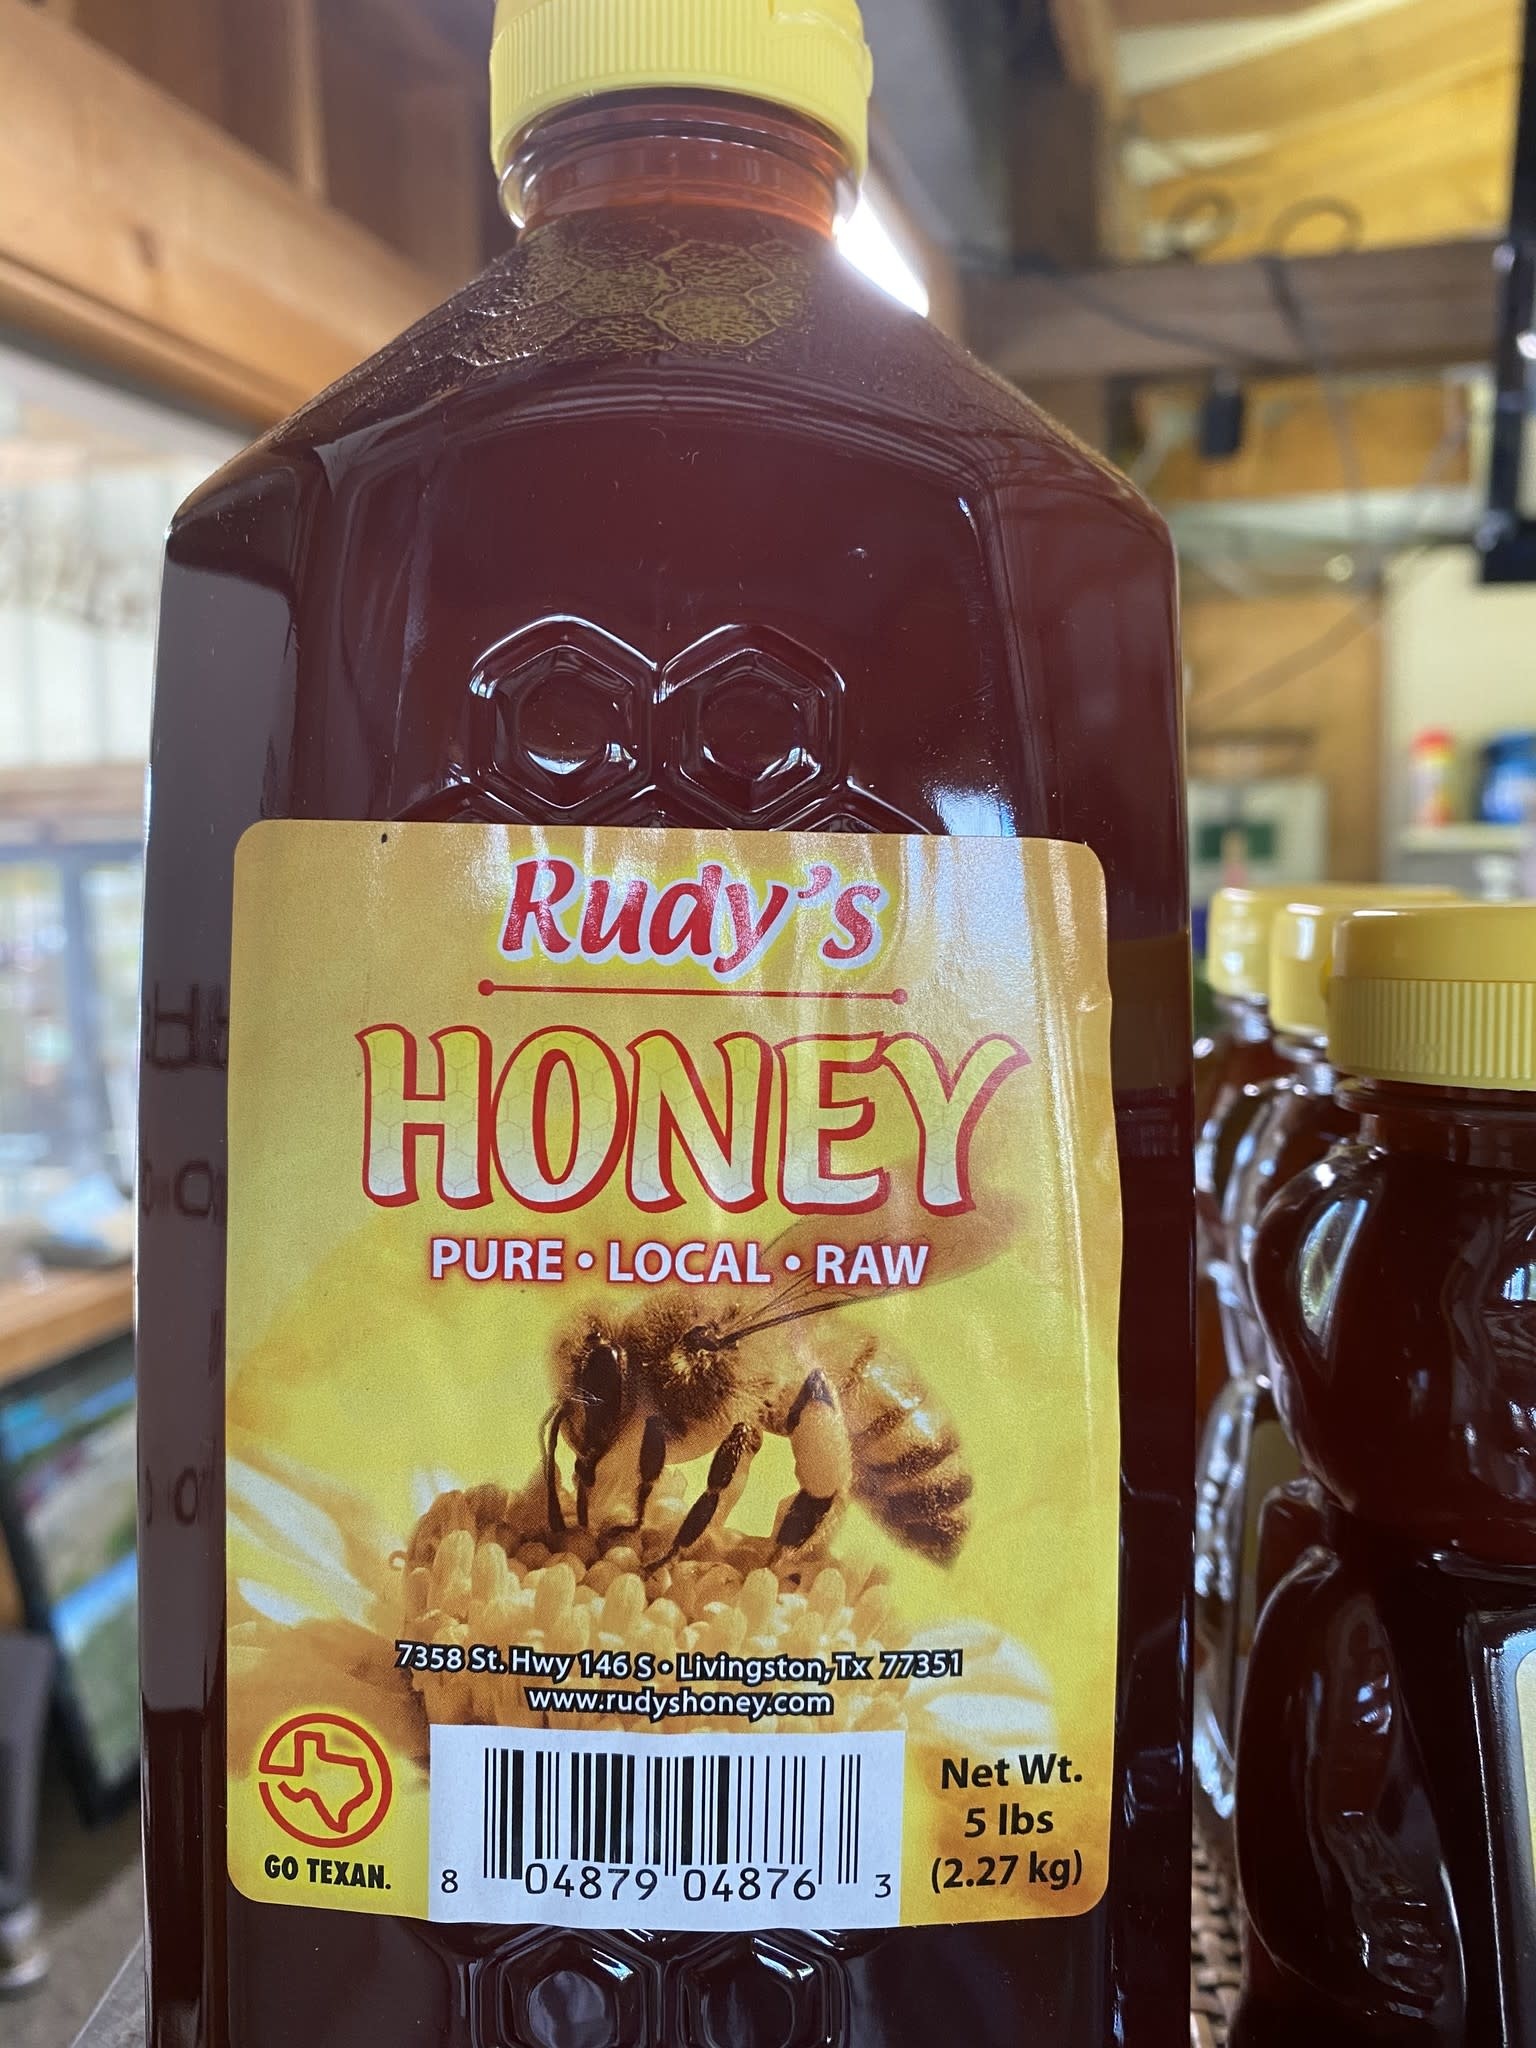 Rudy's
HONEY
PURE • LOCAL • RAW
7358 St. Hwy 146 S • Livingston, Tx 77351
www.rudyshoney.com
GO TEXAN.
8 04879 04876 3
Net Wt.
5 lbs
(2.27 kg)